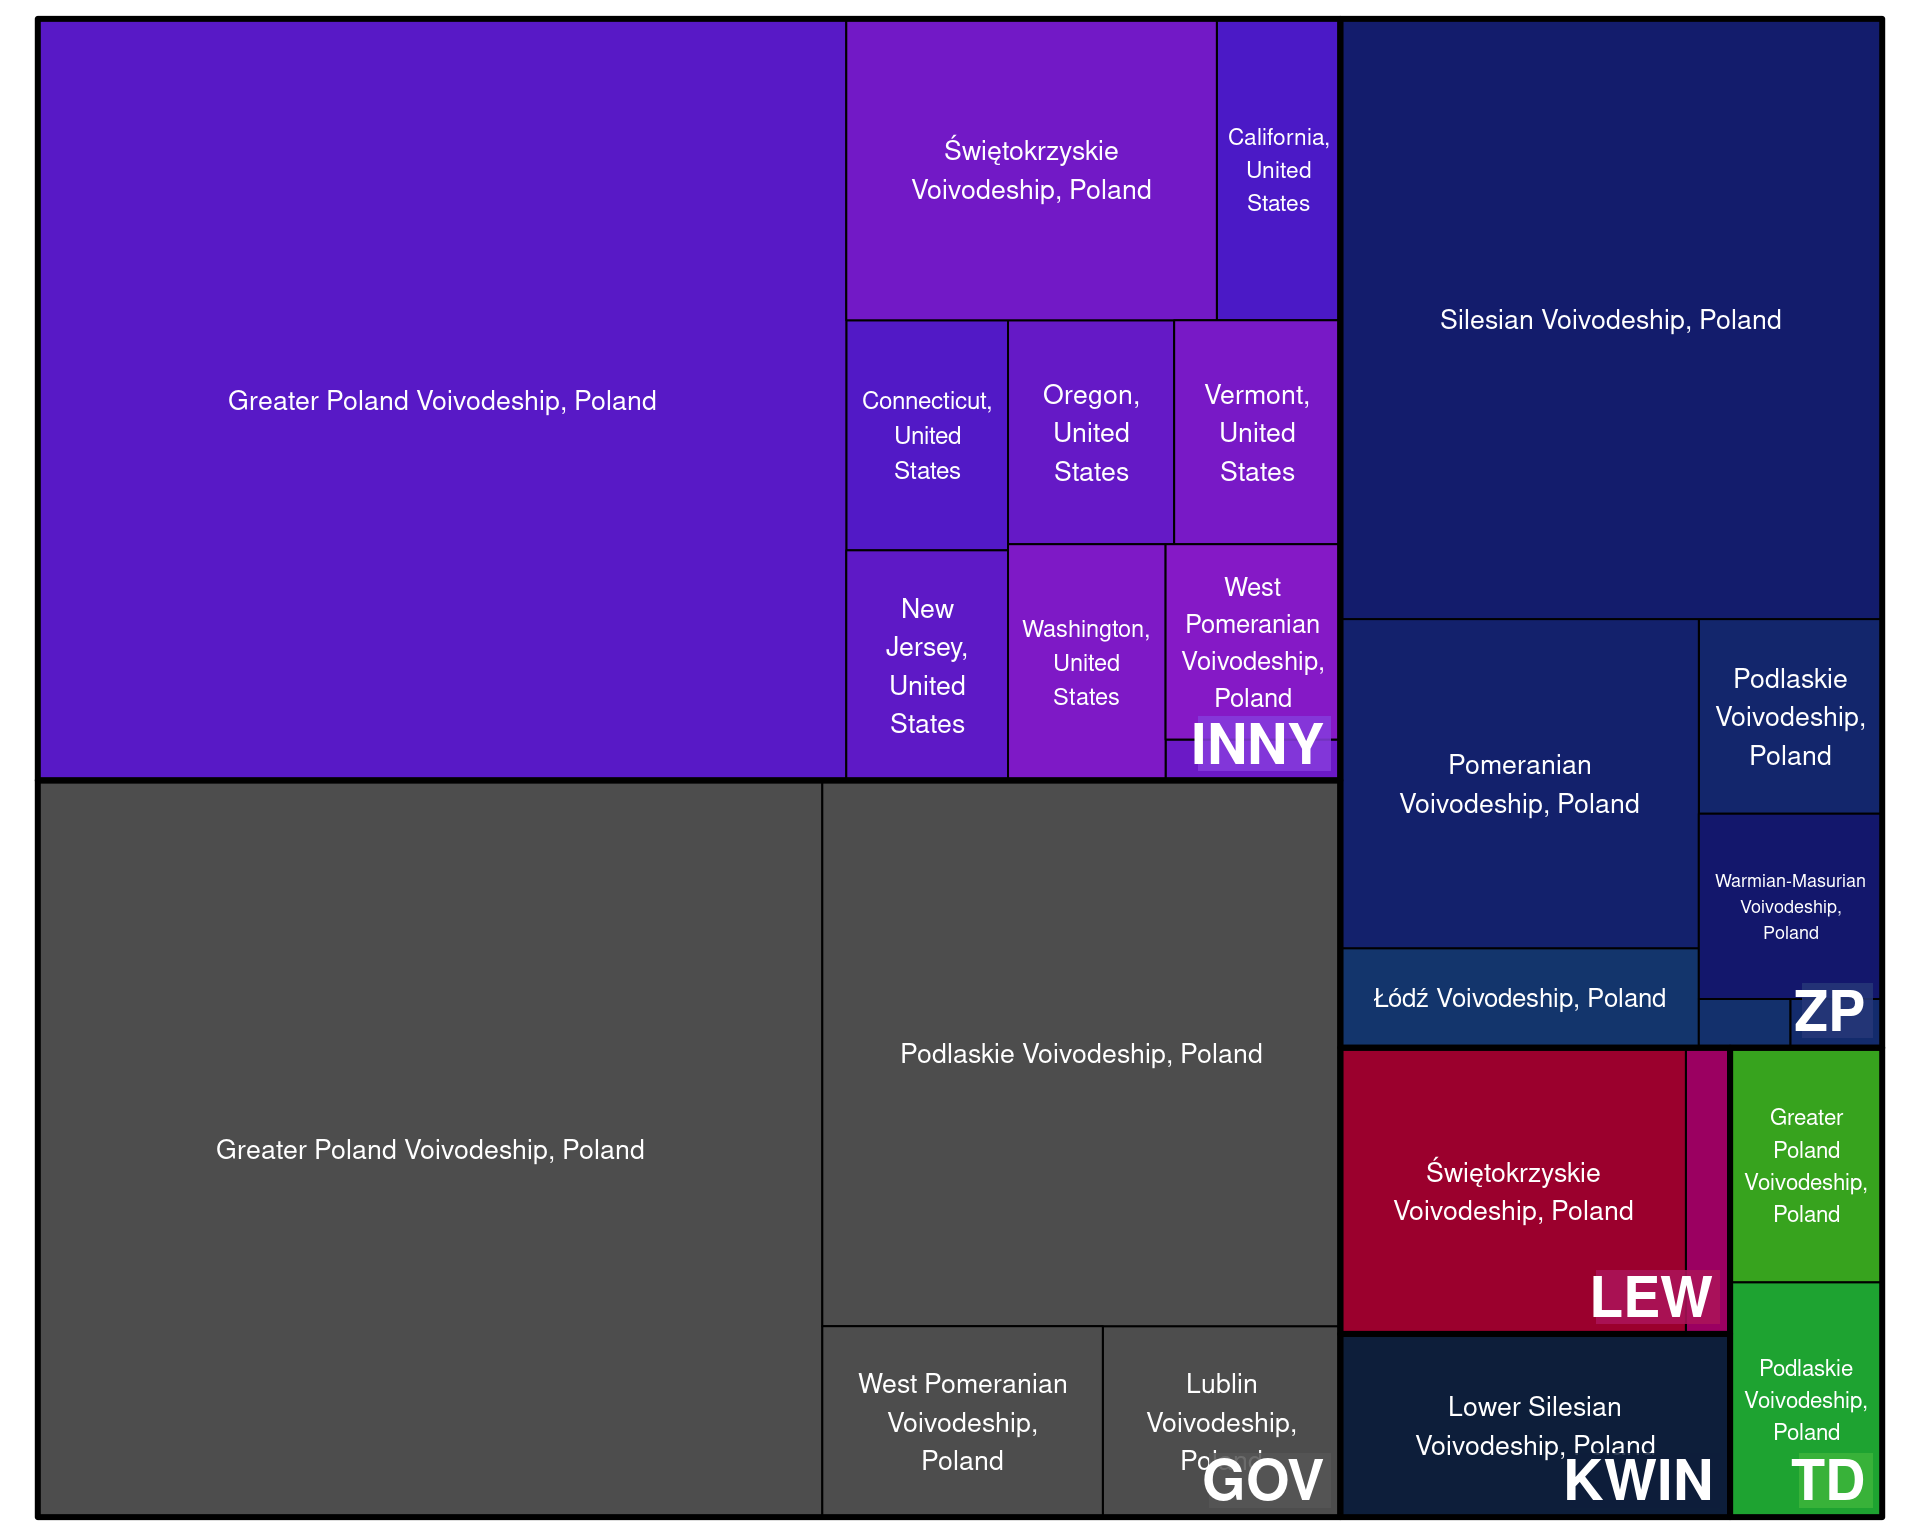 Greater Poland Voivodeship, Poland
Świętokrzyskie
Voivodeship, Poland
California,
United
States
Connecticut,
United
States
Oregon,
United
States
Vermont,
United
States
New
Jersey,
United
States
Washington,
United
States
West
Pomeranian
Voivodeship,
Poland
INNY
Silesian Voivodeship, Poland
Pomeranian
Voivodeship, Poland
Podlaskie
Voivodeship,
Poland
Warmian-Masurian
Voivodeship,
Poland
Łódź Voivodeship, Poland
ZP
Greater Poland Voivodeship, Poland
Podlaskie Voivodeship, Poland
West Pomeranian
Voivodeship,
Poland
Lublin
Voivodeship,
Poland
GOV
Świętokrzyskie
Voivodeship, Poland
LEW
Lower Silesian
Voivodeship, Poland
KWIN
Greater
Poland
Voivodeship,
Poland
Podlaskie
Voivodeship,
Poland
TD